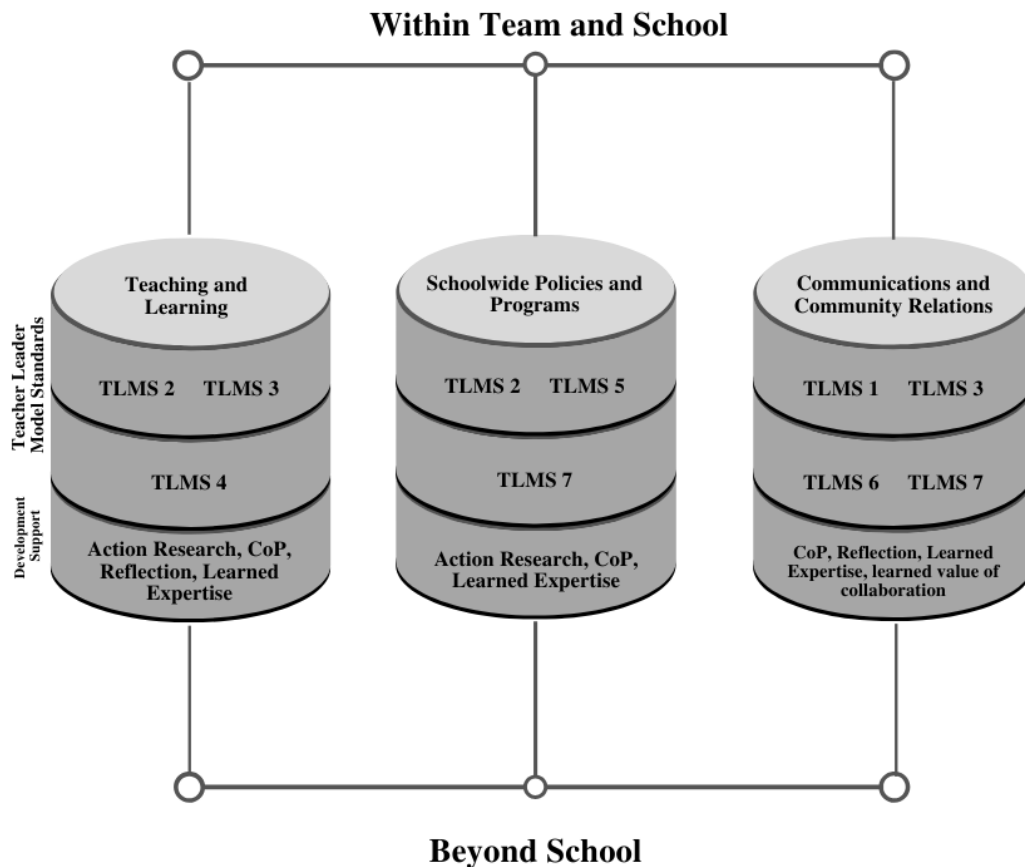 Within Team and School
Teaching and
Learning
Schoolwide Policies and
Programs
Communications and
Community Relations
Teacher Leader
Model Standards
TLMS 2 TLMS 3
TLMS 2 TLMS 5
TLMS 1 TLMS 3
TLMS 4
TLMS 7
TLMS 6 TLMS 7
Development
Support
Action Research, CoP,
Reflection, Learned
Expertise
Action Research, CoP,
Learned Expertise
CoP, Reflection, Learned
Expertise, learned value of
collaboration
Beyond School